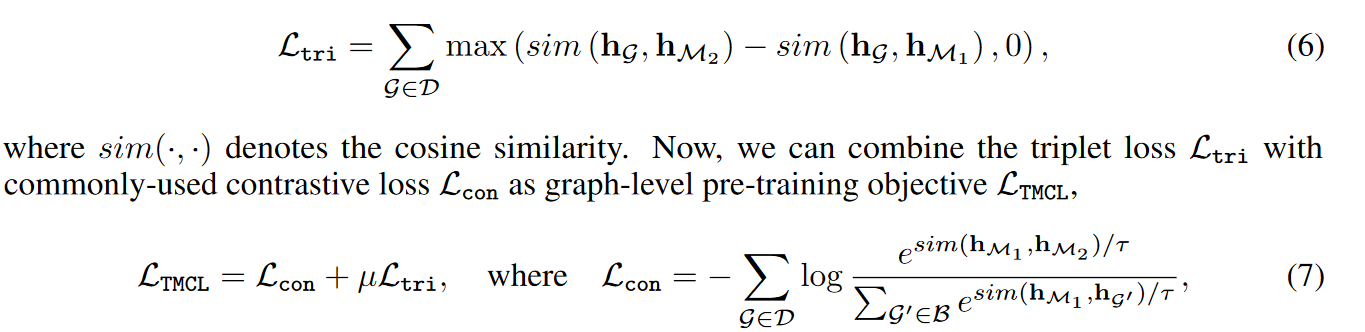 $$\mathcal{L}_{\texttt{tri}} = \sum_{\mathcal{G} \in \mathcal{D}} \max \left( sim \left( \mathbf{h}_{\mathcal{G}}, \mathbf{h}_{\mathcal{M}_2} \right) - sim \left( \mathbf{h}_{\mathcal{G}}, \mathbf{h}_{\mathcal{M}_1} \right), 0 \right), \quad (6)$$
where $sim(\cdot, \cdot)$ denotes the cosine similarity. Now, we can combine the triplet loss $\mathcal{L}_{\texttt{tri}}$ with
commonly-used contrastive loss $\mathcal{L}_{\texttt{con}}$ as graph-level pre-training objective $\mathcal{L}_{\texttt{TMCL}}$,
$$\mathcal{L}_{\texttt{TMCL}} = \mathcal{L}_{\texttt{con}} + \mu \mathcal{L}_{\texttt{tri}}, \quad \text{where} \quad \mathcal{L}_{\texttt{con}} = - \sum_{\mathcal{G} \in \mathcal{D}} \log \frac{e^{sim(\mathbf{h}_{\mathcal{M}_1}, \mathbf{h}_{\mathcal{M}_2})/\tau}}{\sum_{\mathcal{G}' \in \mathcal{B}} e^{sim(\mathbf{h}_{\mathcal{M}_1}, \mathbf{h}_{\mathcal{G}'})/\tau}}, \quad (7)$$